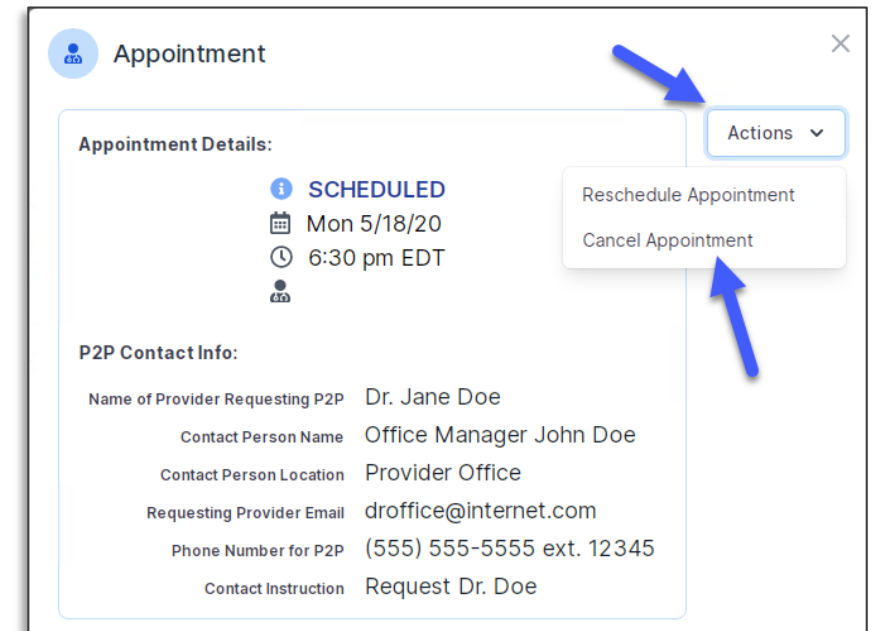 Appointment
Actions
Appointment Details:
SCHEDULED
Reschedule Appointment
Mon 5/18/20
Cancel Appointment
6:30 pm EDT
P2P Contact Info:
Name of Provider Requesting P2P Dr. Jane Doe
Contact Person Name Office Manager John Doe
Contact Person Location Provider Office
Requesting Provider Email droffice@internet.com
Phone Number for P2P (555) 555-5555 ext. 12345
Contact Instruction Request Dr. Doe